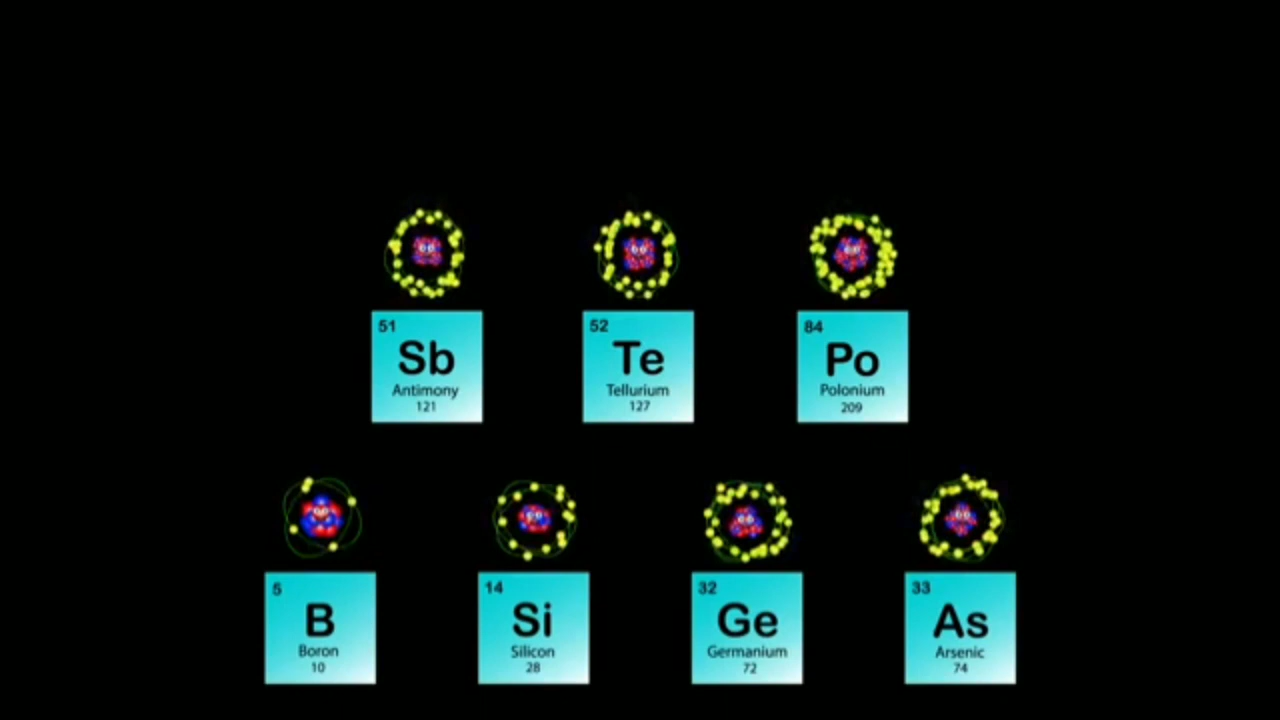 51
Sb
Antimony
121
52
Te
Tellurium
127
84
Po
Polonium
209
5
B
Boron
10
14
Si
Silicon
28
32
Ge
Germanium
72
33
As
Arsenic
74